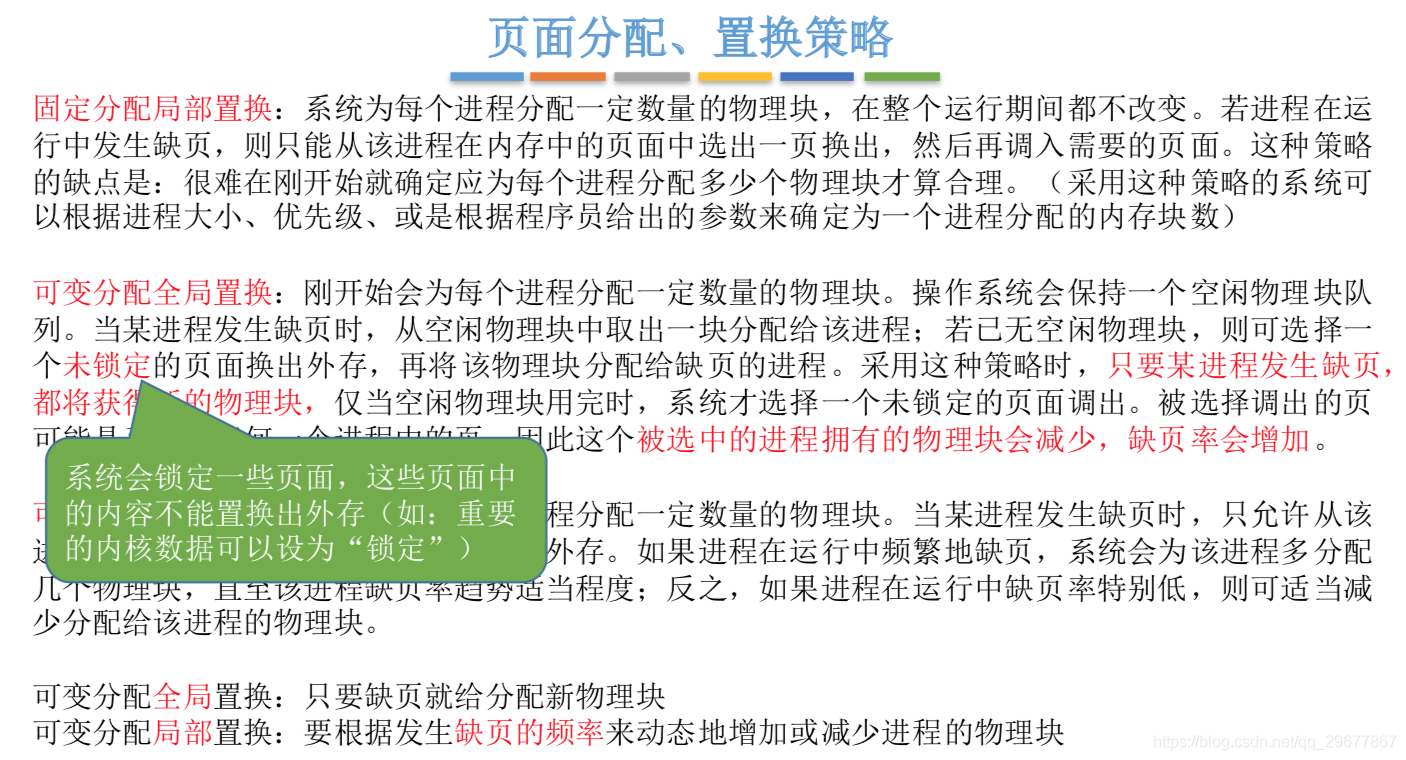 页面分配、置换策略
固定分配局部置换：系统为每个进程分配一定数量的物理块，在整个运行期间都不改变。若进程在运
行中发生缺页，则只能从该进程在内存中的页面中选出一页换出，然后再调入需要的页面。这种策略
的缺点是：很难在刚开始就确定应为每个进程分配多少个物理块才算合理。（采用这种策略的系统可
以根据进程大小、优先级、或是根据程序员给出的参数来确定为一个进程分配的内存块数）
可变分配全局置换：刚开始会为每个进程分配一定数量的物理块。操作系统会保持一个空闲物理块队
列。当某进程发生缺页时，从空闲物理块中取出一块分配给该进程；若已无空闲物理块，则可选择一
个未锁定的页面换出外存，再将该物理块分配给缺页的进程。采用这种策略时，只要某进程发生缺页，
都将获得的物理块，仅当空闲物理块用完时，系统才选择一个未锁定的页面调出。被选择调出的页
因此这个被选中的进程拥有的物理块会减少，缺页率会增加。
系统会锁定一些页面，这些页面中
的内容不能置换出外存（如：重要
的内核数据可以设为“锁定”）
程分配一定数量的物理块。当某进程发生缺页时，只允许从该
外存。如果进程在运行中频繁地缺页，系统会为该进程多分配
几个物理块，直至该进程缺页率趋势适当程度；反之，如果进程在运行中缺页率特别低，则可适当减
少分配给该进程的物理块。
可变分配全局置换：只要缺页就给分配新物理块
可变分配局部置换：要根据发生缺页的频率来动态地增加或减少进程的物理块
https://blog.csdn.net/qq_29677867